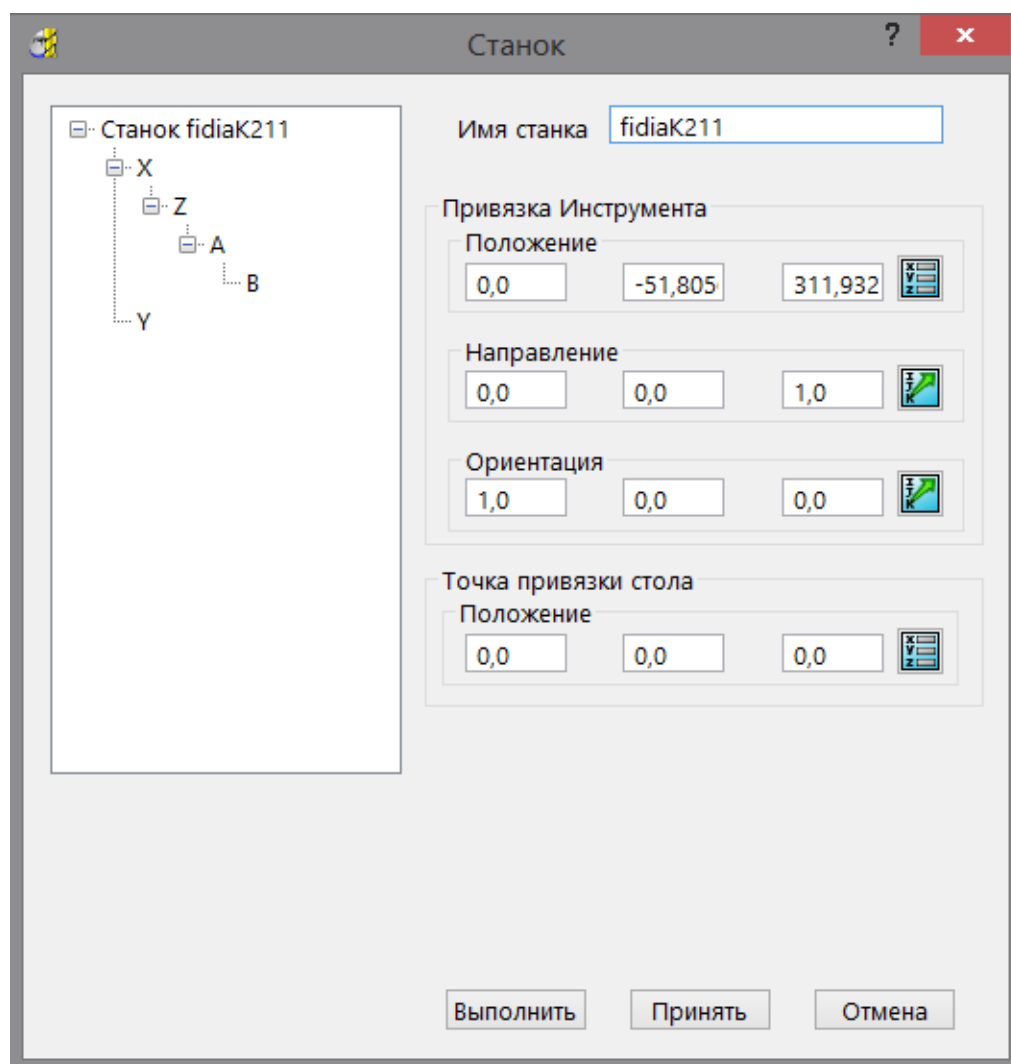 Станок
?
x
Станок fidiaK211
X
Z
A
B
Y
Имя станка fidiaK211
Привязка Инструмента
Положение
0,0 -51,805 311,932
Направление
0,0 0,0 1,0
Ориентация
1,0 0,0 0,0
Точка привязки стола
Положение
0,0 0,0 0,0
Выполнить Принять Отмена